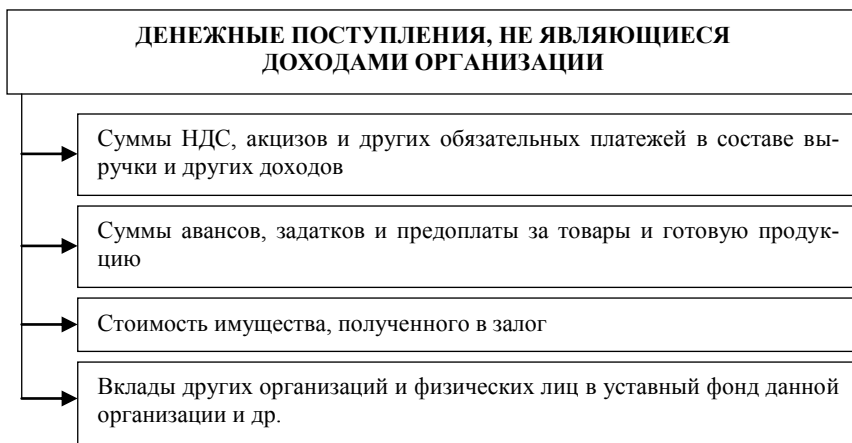 ДЕНЕЖНЫЕ ПОСТУПЛЕНИЯ, НЕ ЯВЛЯЮЩИЕСЯ
ДОХОДАМИ ОРГАНИЗАЦИИ
Суммы НДС, акцизов и других обязательных платежей в составе вы-
ручки и других доходов
Суммы авансов, задатков и предоплаты за товары и готовую продук-
цию
Стоимость имущества, полученного в залог
Вклады других организаций и физических лиц в уставный фонд данной
организации и др.